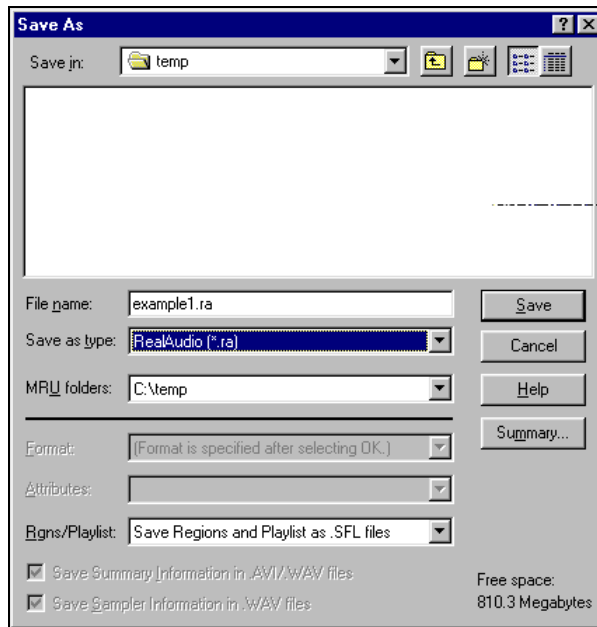 Save As
Save in: temp
File name: example1.ra
Save
Save as type: RealAudio (*.ra)
Cancel
MRU folders: C:\temp
Help
Summary...
Format: (Format is specified after selecting OK.)
Attributes:
Rgns/Playlist: Save Regions and Playlist as .SFL files
Save Summary Information in .AVI/.WAV files
Save Sampler Information in .WAV files
Free space:
810.3 Megabytes